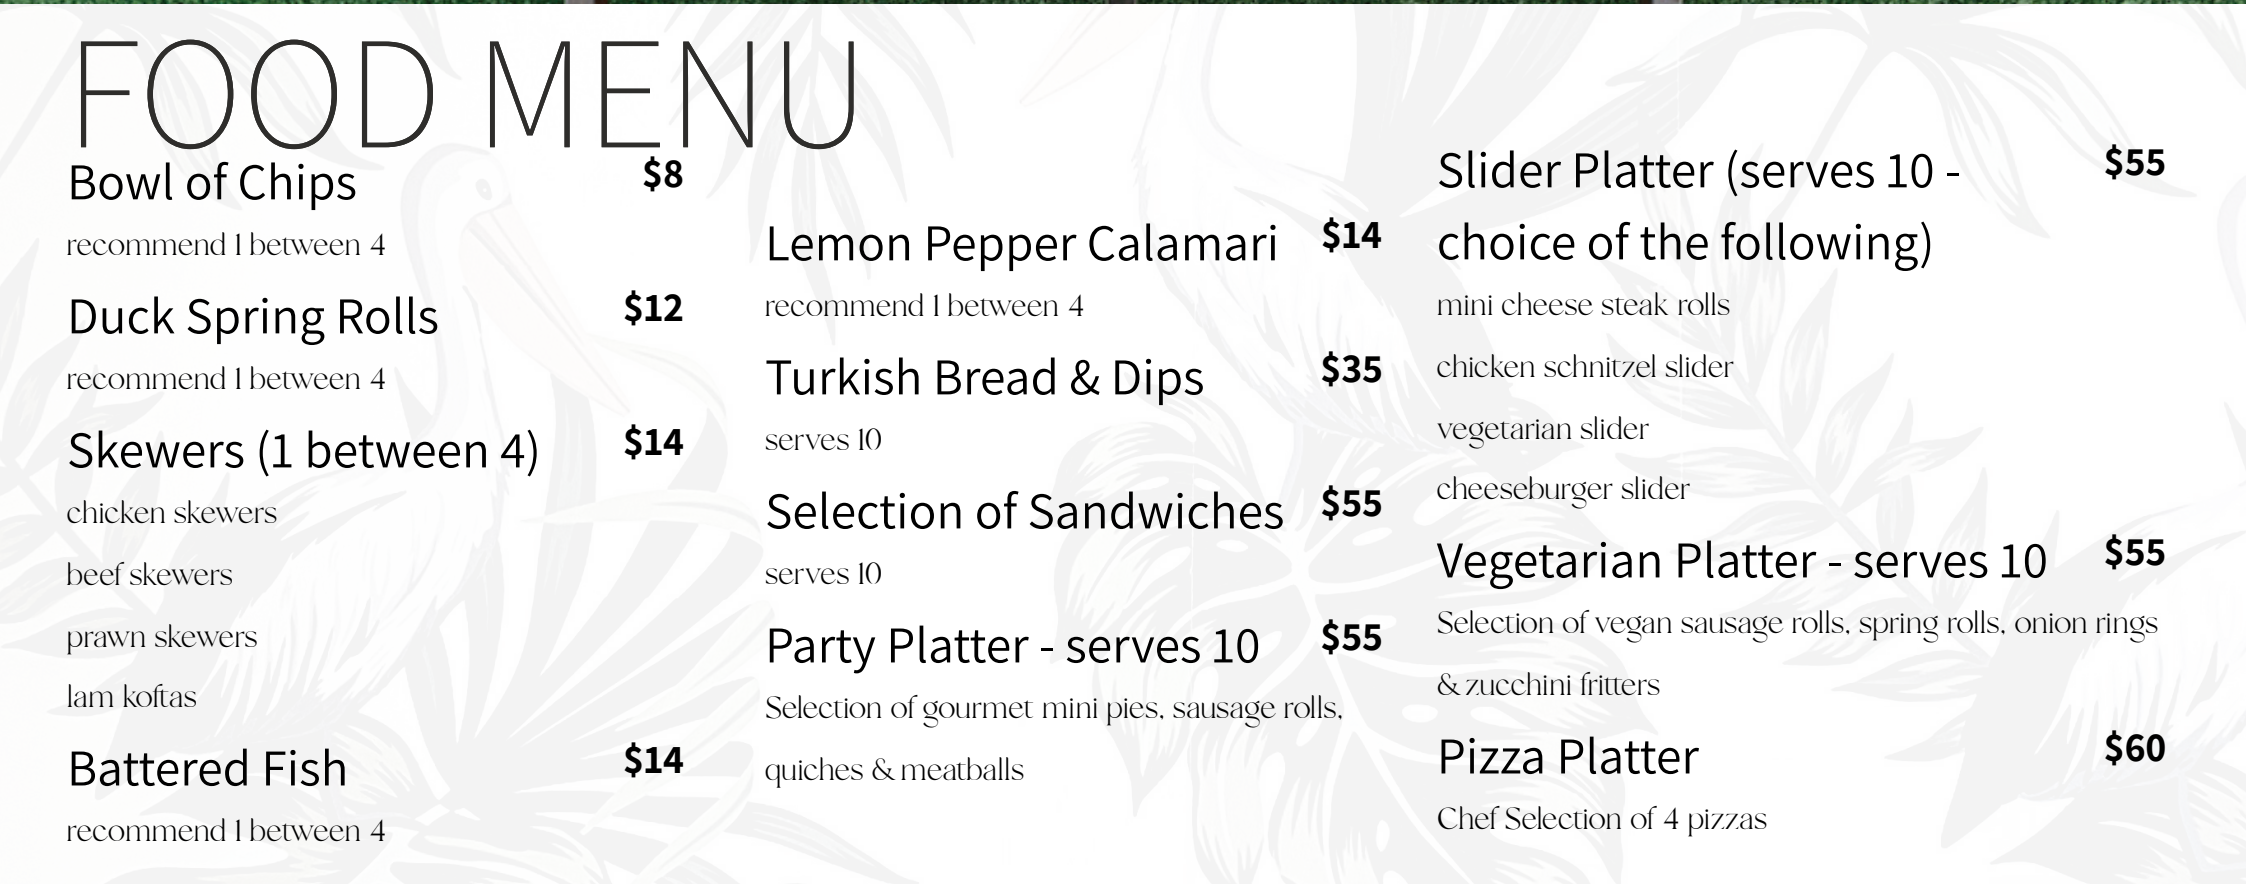 FOOD MENU
Bowl of Chips $8
recommend 1 between 4
Duck Spring Rolls $12
recommend 1 between 4
Skewers (1 between 4) $14
chicken skewers
beef skewers
prawn skewers
lam koftas
Battered Fish $14
recommend 1 between 4
Lemon Pepper Calamari $14
recommend 1 between 4
Turkish Bread & Dips $35
serves 10
Selection of Sandwiches $55
serves 10
Party Platter - serves 10 $55
Selection of gourmet mini pies, sausage rolls,
quiches & meatballs
Slider Platter (serves 10 - $55
choice of the following)
mini cheese steak rolls
chicken schnitzel slider
vegetarian slider
cheeseburger slider
Vegetarian Platter - serves 10 $55
Selection of vegan sausage rolls, spring rolls, onion rings
& zucchini fritters
Pizza Platter $60
Chef Selection of 4 pizzas